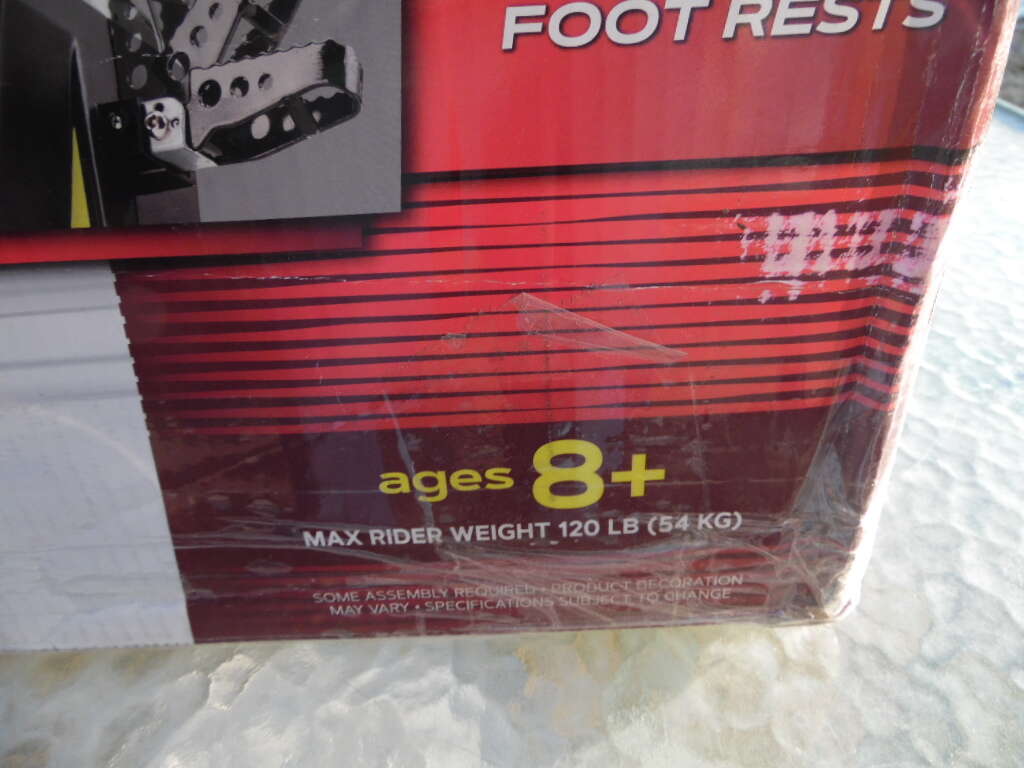 FOOT RESTS
ages 8+
MAX RIDER WEIGHT 120 LB (54 KG)
SOME ASSEMBLY REQUIRED • PRODUCT DECORATION
MAY VARY • SPECIFICATIONS SUBJECT TO CHANGE